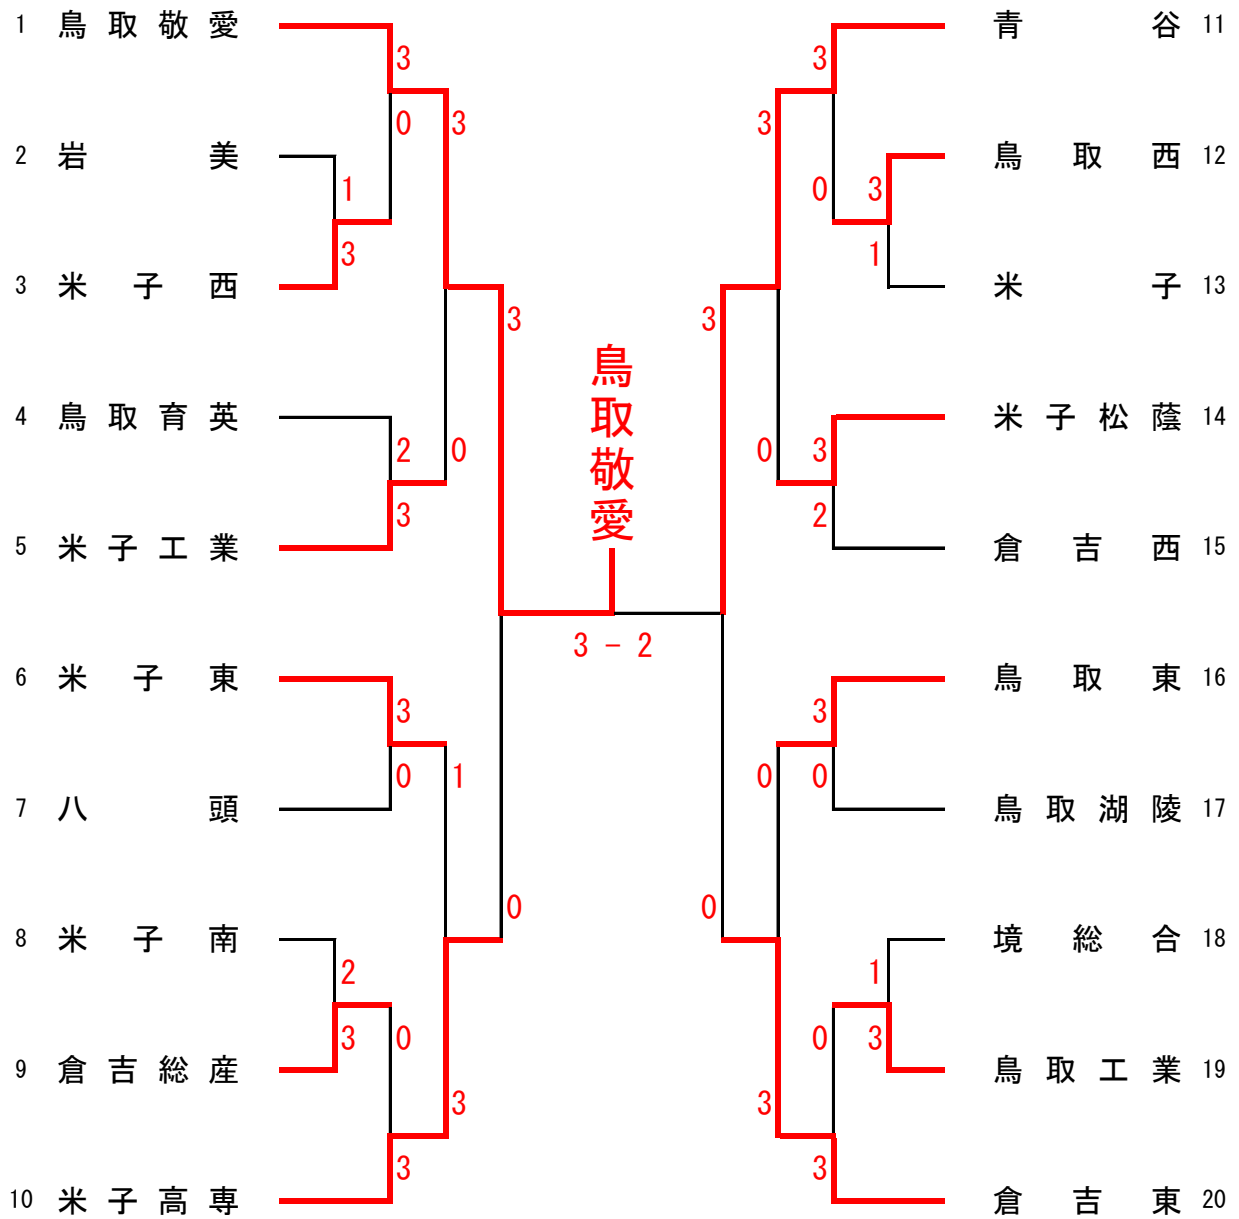 1 鳥取敬愛 青谷 11
3 3
0 3 3
2 岩美 鳥取西 12
1 0 3
3 1
3 米子西 米子 13
3 3
鳥取敬愛
4 鳥取育英 米子松蔭 14
2 0 0 3
3 2
5 米子工業 倉吉西 15
3 - 2
6 米子東 鳥取東 16
3 3
0 1 0 0
7 八頭 鳥取湖陵 17
0 0
8 米子南 境総合 18
2 1
3 0 0 3
9 倉吉総産 鳥取工業 19
3 3
3 3
10 米子高専 倉吉東 20